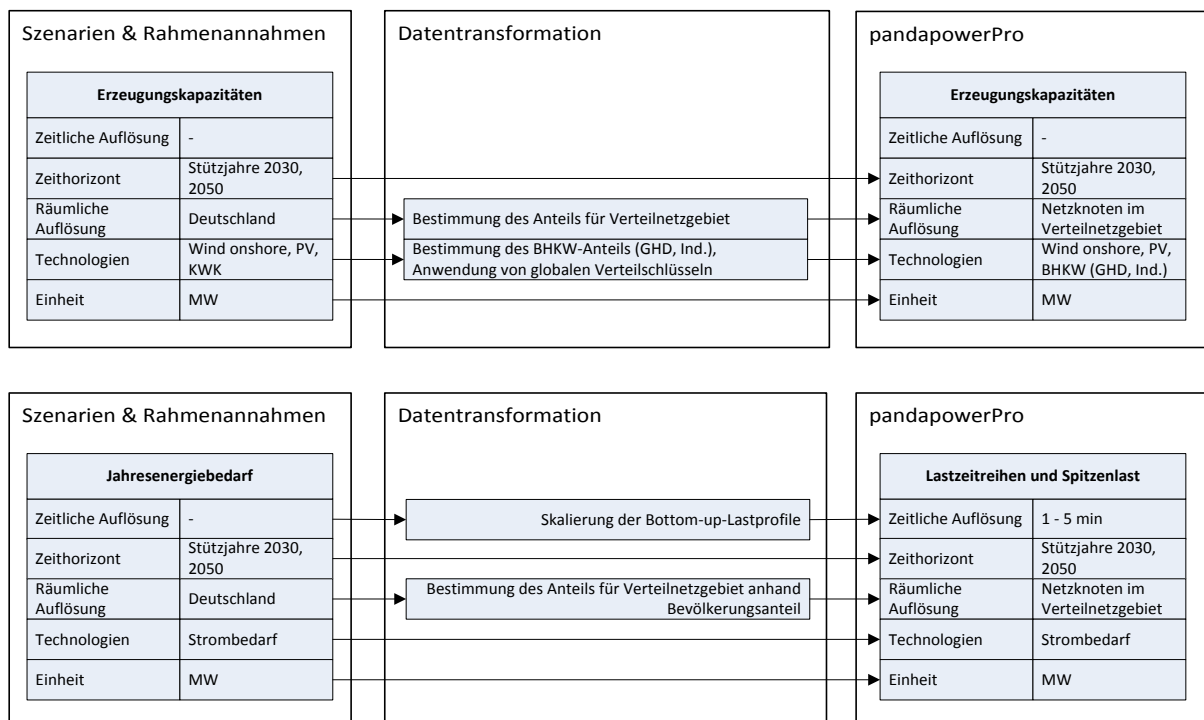 Szenarien & Rahmenannahmen
Erzeugungskapazitäten
Zeitliche Auflösung
-
Zeithorizont
Stützjahre 2030,
2050
Räumliche
Auflösung
Deutschland
Technologien
Wind onshore, PV,
KWK
Einheit
MW
Datentransformation
Bestimmung des Anteils für Verteilnetzgebiet
Bestimmung des BHKW-Anteils (GHD, Ind.),
Anwendung von globalen Verteilschlüsseln
pandapowerPro
Erzeugungskapazitäten
Zeitliche Auflösung
-
Zeithorizont
Stützjahre 2030,
2050
Räumliche
Auflösung
Netzknoten im
Verteilnetzgebiet
Technologien
Wind onshore, PV,
BHKW (GHD, Ind.)
Einheit
MW
Szenarien & Rahmenannahmen
Jahresenergiebedarf
Zeitliche Auflösung
-
Zeithorizont
Stützjahre 2030,
2050
Räumliche
Auflösung
Deutschland
Technologien
Strombedarf
Einheit
MW
Datentransformation
Skalierung der Bottom-up-Lastprofile
Bestimmung des Anteils für Verteilnetzgebiet anhand
Bevölkerungsanteil
pandapowerPro
Lastzeitreihen und Spitzenlast
Zeitliche Auflösung
1 - 5 min
Zeithorizont
Stützjahre 2030,
2050
Räumliche
Auflösung
Netzknoten im
Verteilnetzgebiet
Technologien
Strombedarf
Einheit
MW